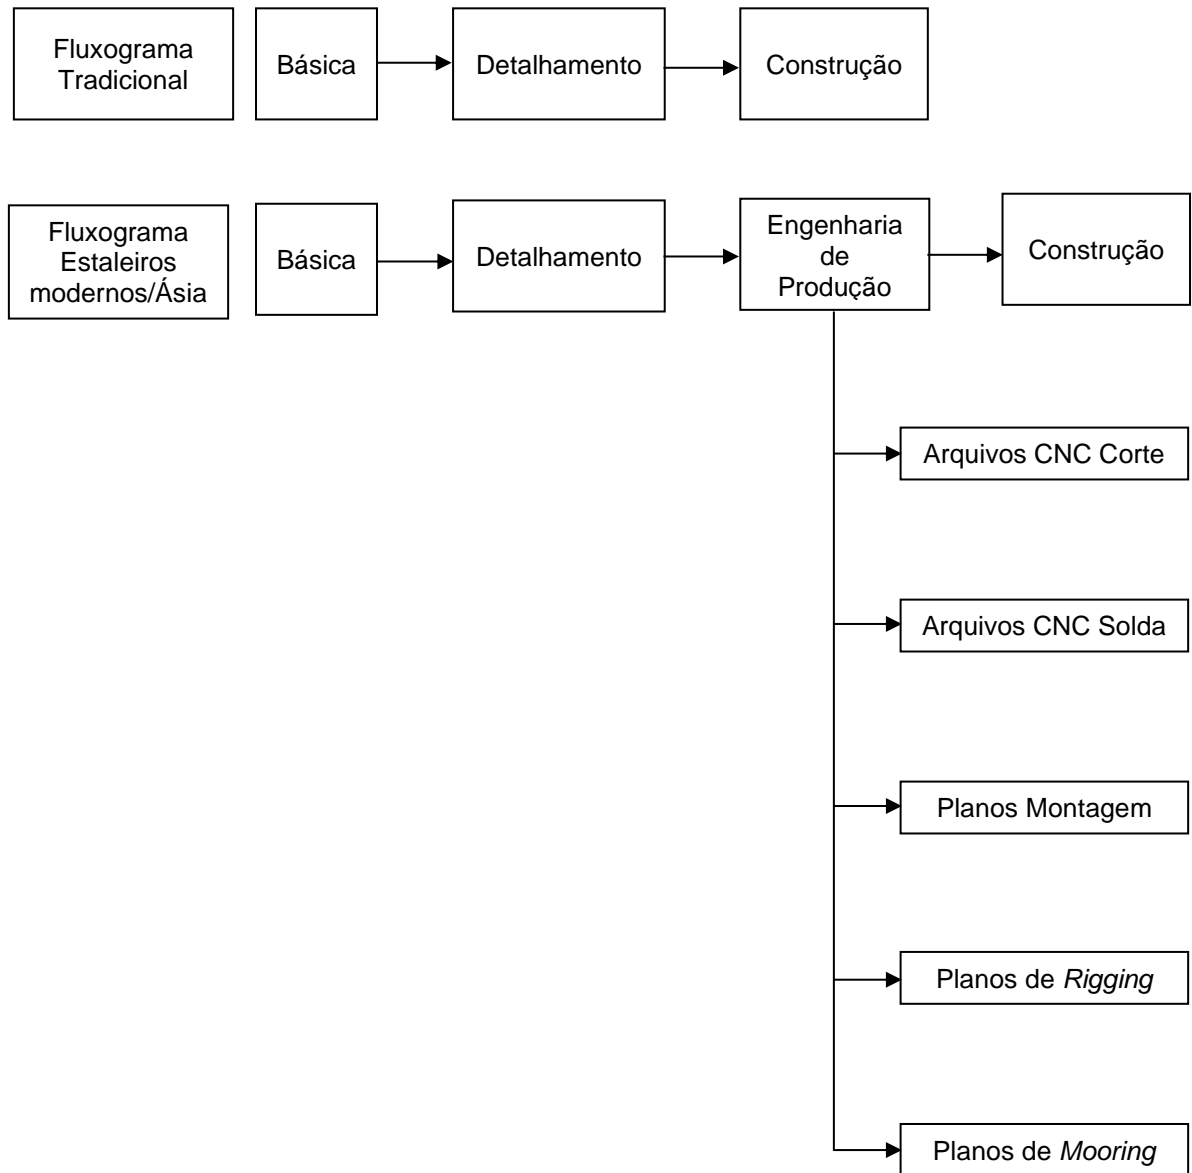 Fluxograma
Tradicional
Básica
Detalhamento
Construção
Fluxograma
Estaleiros
modernos/Ásia
Básica
Detalhamento
Engenharia
de
Produção
Construção
Arquivos CNC Corte
Arquivos CNC Solda
Planos Montagem
Planos de Rigging
Planos de Mooring